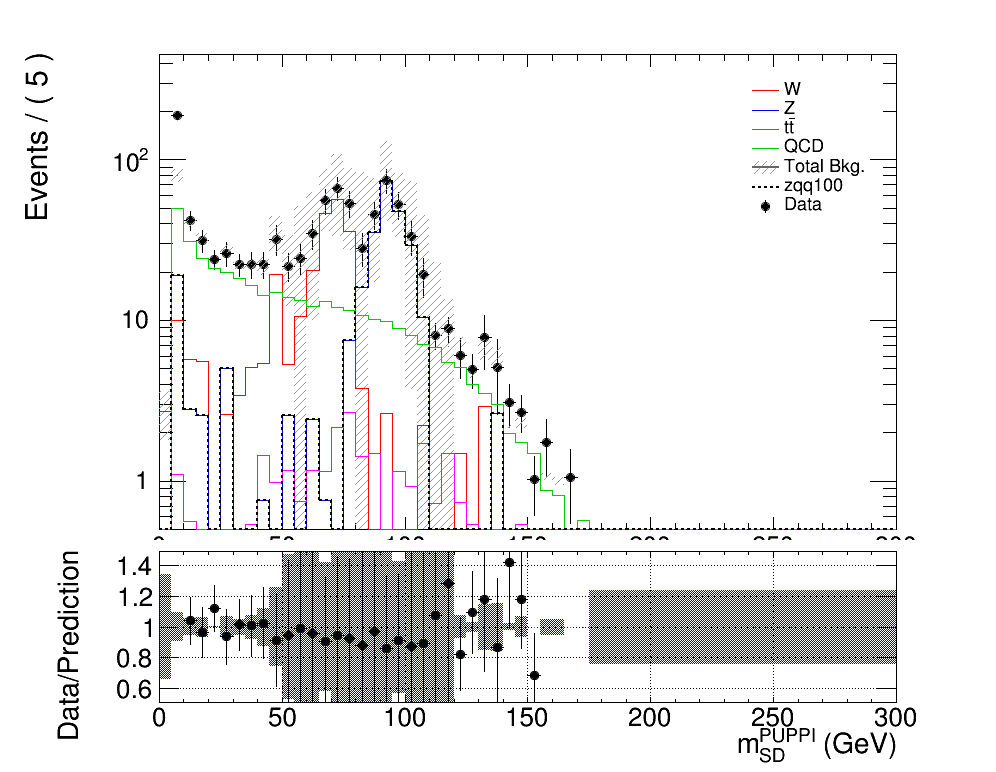 Events / ( 5 )
W
Z
tt̄
QCD
Total Bkg.
zqq100
Data
10²
10
1
Data/Prediction
1.4
1.2
1
0.8
0.6
0 50 100 150 200 250 300
m_SD^PUPPI (GeV)